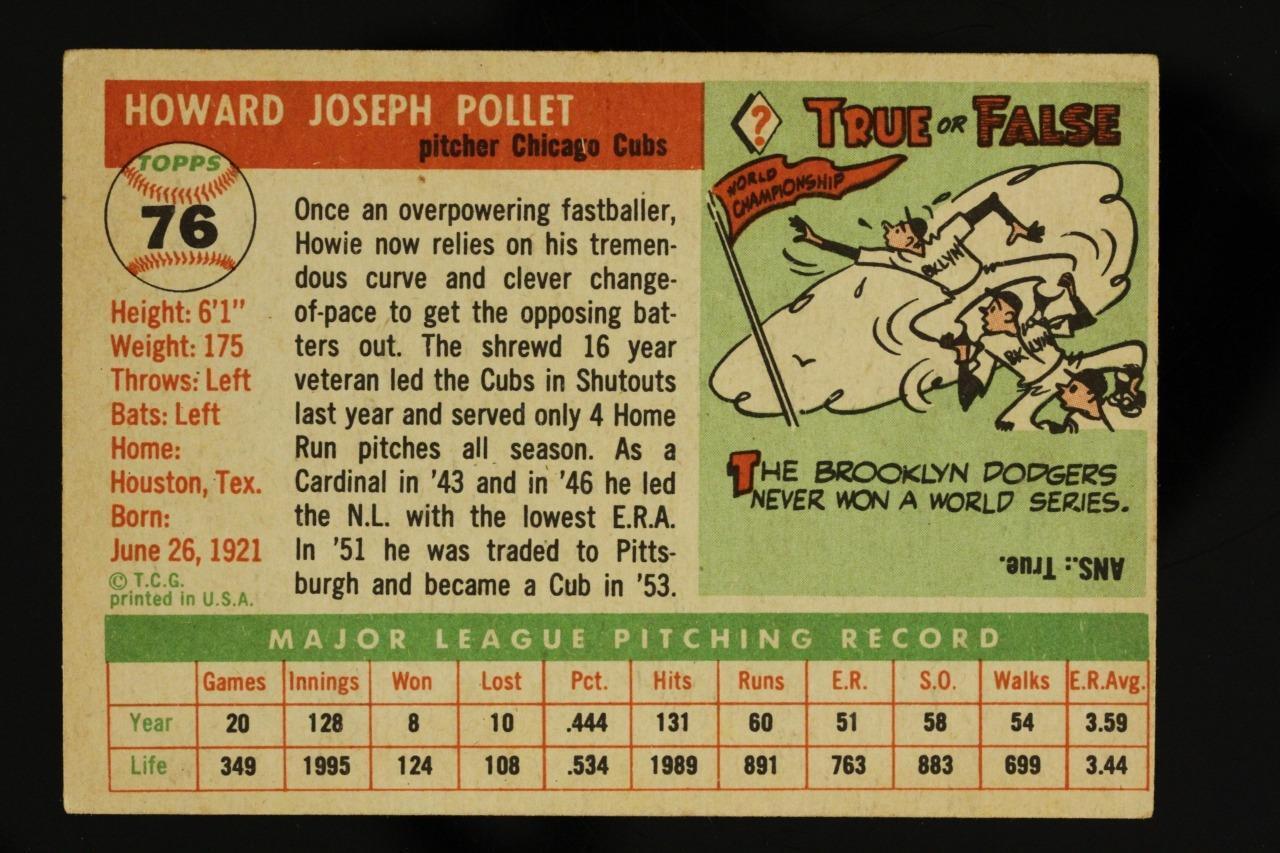 HOWARD JOSEPH POLLET
pitcher Chicago Cubs
TOPPS
76
Height: 6'1"
Weight: 175
Throws: Left
Bats: Left
Home:
Houston, Tex.
Born:
June 26, 1921
© T.C.G.
printed in U.S.A.
Once an overpowering fastballer,
Howie now relies on his tremen-
dous curve and clever change-
of-pace to get the opposing bat-
ters out. The shrewd 16 year
veteran led the Cubs in Shutouts
last year and served only 4 Home
Run pitches all season. As a
Cardinal in '43 and in '46 he led
the N.L. with the lowest E.R.A.
In '51 he was traded to Pitts-
burgh and became a Cub in '53.
? TRUE OR FALSE
WORLD
CHAMPIONSHIP
BKLYN
BKLYN
THE BROOKLYN DODGERS
NEVER WON A WORLD SERIES.
ANS.: True.
MAJOR LEAGUE PITCHING RECORD
Games Innings Won Lost Pct. Hits Runs E.R. S.O. Walks E.R.Avg.
Year 20 128 8 10 .444 131 60 51 58 54 3.59
Life 349 1995 124 108 .534 1989 891 763 883 699 3.44